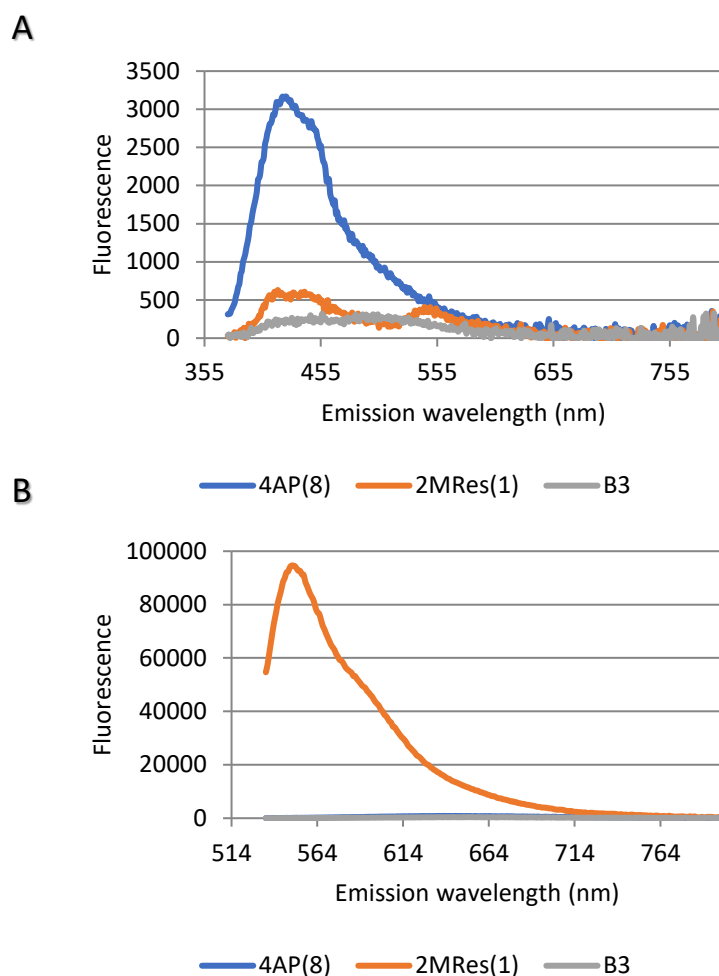 A
3500
3000
2500
2000
1500
1000
500
0
Fluorescence
355 455 555 655 755
Emission wavelength (nm)
4AP(8) 2MRes(1) B3
B
100000
80000
60000
40000
20000
0
Fluorescence
514 564 614 664 714 764
Emission wavelength (nm)
4AP(8) 2MRes(1) B3